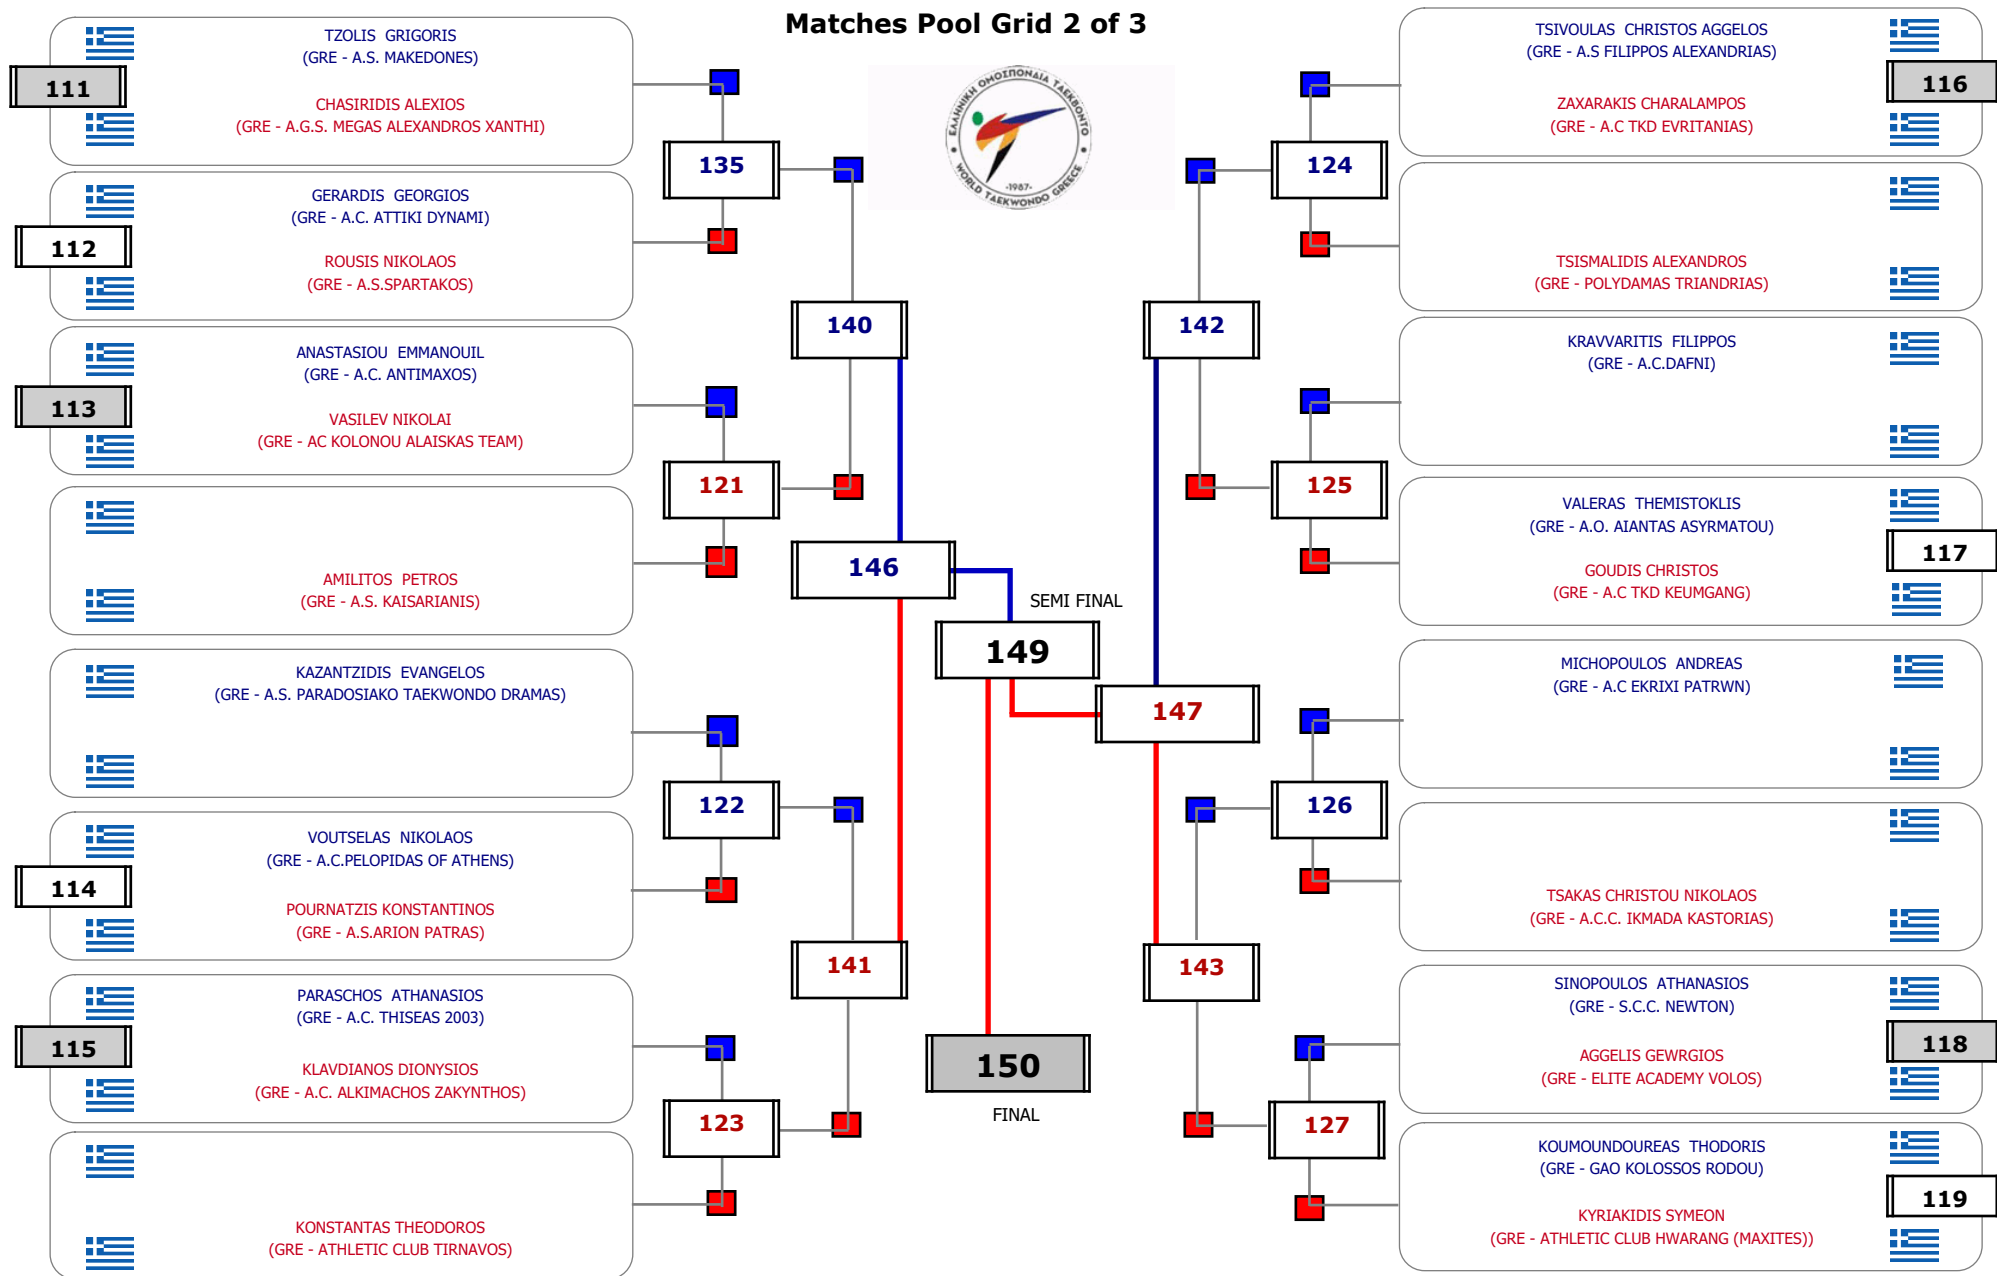 Matches Pool Grid 2 of 3
TZOLIS GRIGORIS
(GRE - A.S. MAKEDONES)
111
CHASIRIDIS ALEXIOS
(GRE - A.G.S. MEGAS ALEXANDROS XANTHI)
GERARDIS GEORGIOS
(GRE - A.C. ATTIKI DYNAMI)
112
ROUSIS NIKOLAOS
(GRE - A.S.SPARTAKOS)
ANASTASIOU EMMANOUIL
(GRE - A.C. ANTIMAXOS)
113
VASILEV NIKOLAI
(GRE - AC KOLONOU ALAISKAS TEAM)
AMILITOS PETROS
(GRE - A.S. KAISARIANIS)
KAZANTZIDIS EVANGELOS
(GRE - A.S. PARADOSIAKO TAEKWONDO DRAMAS)
VOUTSELAS NIKOLAOS
(GRE - A.C.PELOPIDAS OF ATHENS)
114
POURNATZIS KONSTANTINOS
(GRE - A.S.ARION PATRAS)
PARASCHOS ATHANASIOS
(GRE - A.C. THISEAS 2003)
115
KLAVDIANOS DIONYSIOS
(GRE - A.C. ALKIMACHOS ZAKYNTHOS)
KONSTANTAS THEODOROS
(GRE - ATHLETIC CLUB TIRNAVOS)
135
121
122
123
140
141
146
ΕΛΛΗΝΙΚΗ ΟΜΟΣΠΟΝΔΙΑ ΤΑΕΚΒΟΝΤΟ
-1987-
WORLD TAEKWONDO GREECE
SEMI FINAL
149
150
FINAL
147
142
143
124
125
126
127
TSIVOULAS CHRISTOS AGGELOS
(GRE - A.S FILIPPOS ALEXANDRIAS)
116
ZAXARAKIS CHARALAMPOS
(GRE - A.C TKD EVRITANIAS)
TSISMALIDIS ALEXANDROS
(GRE - POLYDAMAS TRIANDRIAS)
KRAVVARITIS FILIPPOS
(GRE - A.C.DAFNI)
VALERAS THEMISTOKLIS
(GRE - A.O. AIANTAS ASYRMATOU)
117
GOUDIS CHRISTOS
(GRE - A.C TKD KEUMGANG)
MICHOPOULOS ANDREAS
(GRE - A.C EKRIXI PATRWN)
TSAKAS CHRISTOU NIKOLAOS
(GRE - A.C.C. IKMADA KASTORIAS)
SINOPOULOS ATHANASIOS
(GRE - S.C.C. NEWTON)
118
AGGELIS GEWRGIOS
(GRE - ELITE ACADEMY VOLOS)
KOUMOUNDOUREAS THODORIS
(GRE - GAO KOLOSSOS RODOU)
119
KYRIAKIDIS SYMEON
(GRE - ATHLETIC CLUB HWARANG (MAXITES))